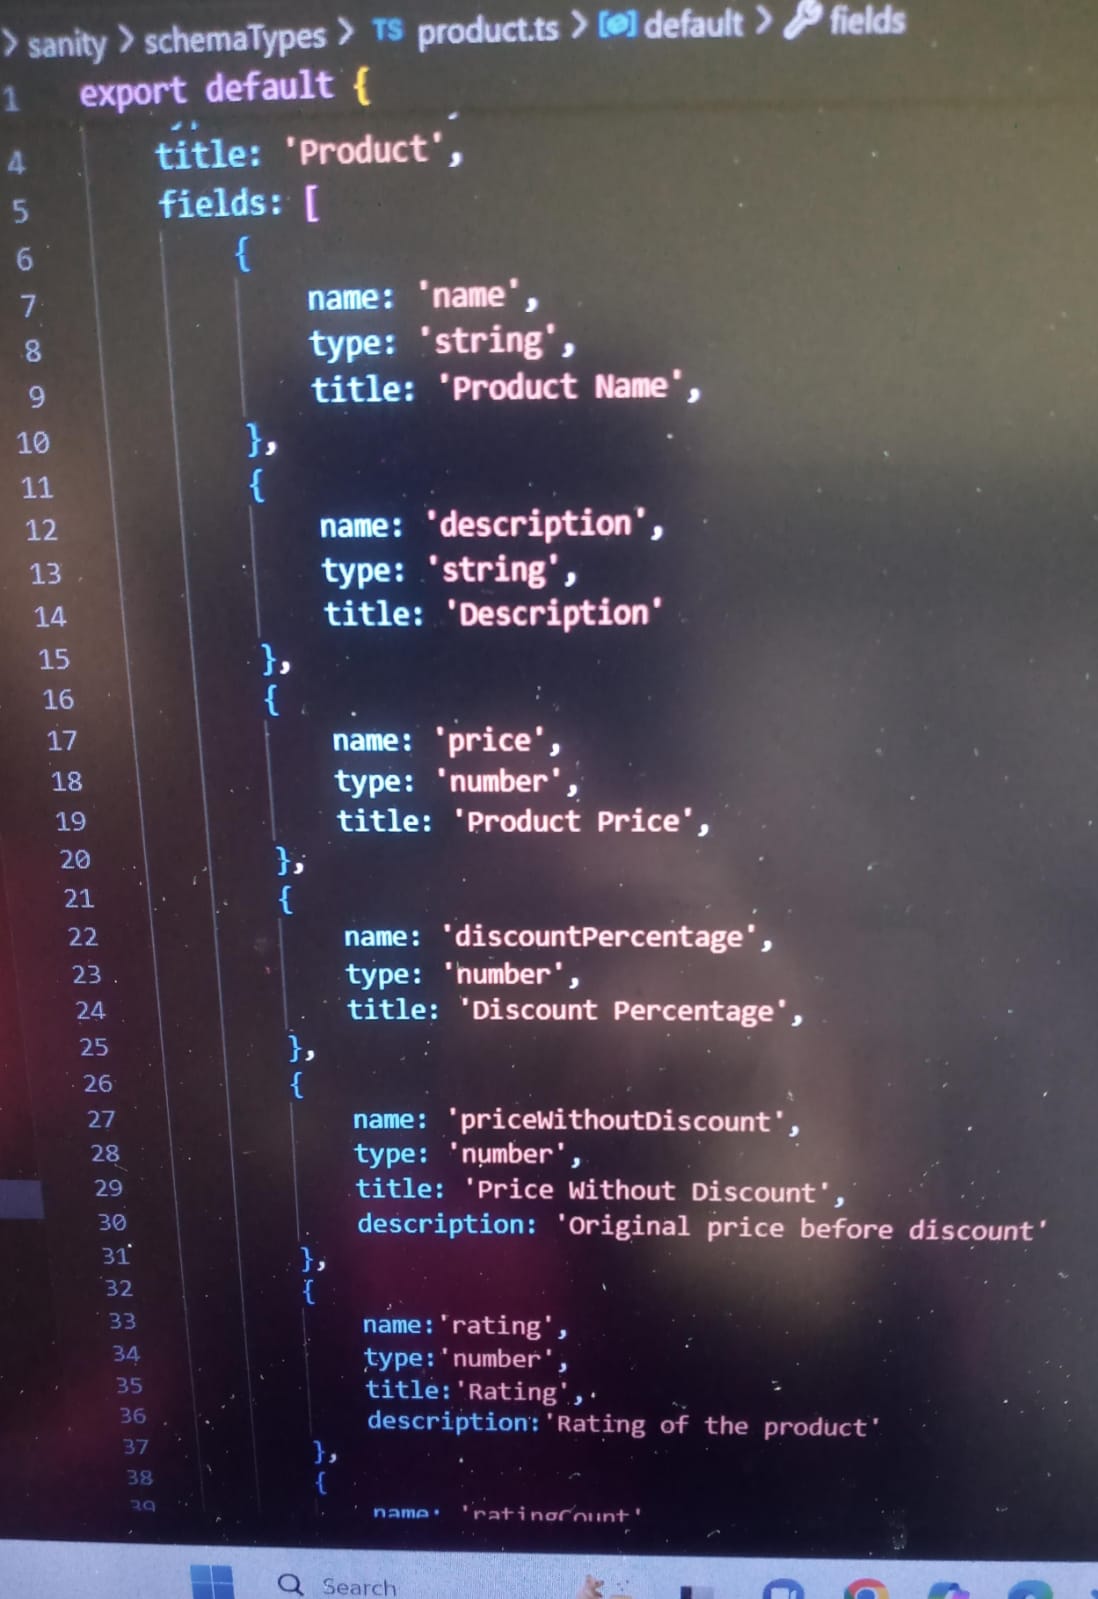 > sanity > schemaTypes > TS product.ts > default > fields
1 export default {
4 title: 'Product',
5 fields: [
6 {
7 name: 'name',
8 type: 'string',
9 title: 'Product Name',
10 },
11 {
12 name: 'description',
13 type: 'string',
14 title: 'Description'
15 },
16 {
17 name: 'price',
18 type: 'number',
19 title: 'Product Price',
20 },
21 {
22 name: 'discountPercentage',
23 type: 'number',
24 title: 'Discount Percentage',
25 },
26 {
27 name: 'priceWithoutDiscount',
28 type: 'number',
29 title: 'Price Without Discount',
30 description: 'Original price before discount'
31 },
32 {
33 name:'rating',
34 type:'number',
35 title:'Rating',
36 description:'Rating of the product'
37 },
38 {
39 name: 'ratingCount'
Search